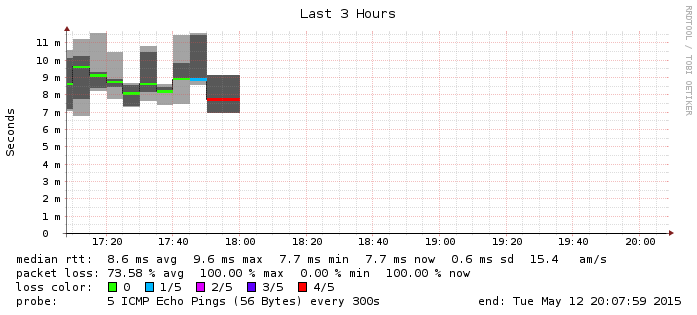 Last 3 Hours
RRDTOOL / TOBI OETIKER
Seconds
11 m
10 m
9 m
8 m
7 m
6 m
5 m
4 m
3 m
2 m
1 m
0
17:20 17:40 18:00 18:20 18:40 19:00 19:20 19:40 20:00
median rtt: 8.6 ms avg 9.6 ms max 7.7 ms min 7.7 ms now 0.6 ms sd 15.4 am/s
packet loss: 73.58 % avg 100.00 % max 0.00 % min 100.00 % now
loss color: 0 1/5 2/5 3/5 4/5
probe: 5 ICMP Echo Pings (56 Bytes) every 300s end: Tue May 12 20:07:59 2015